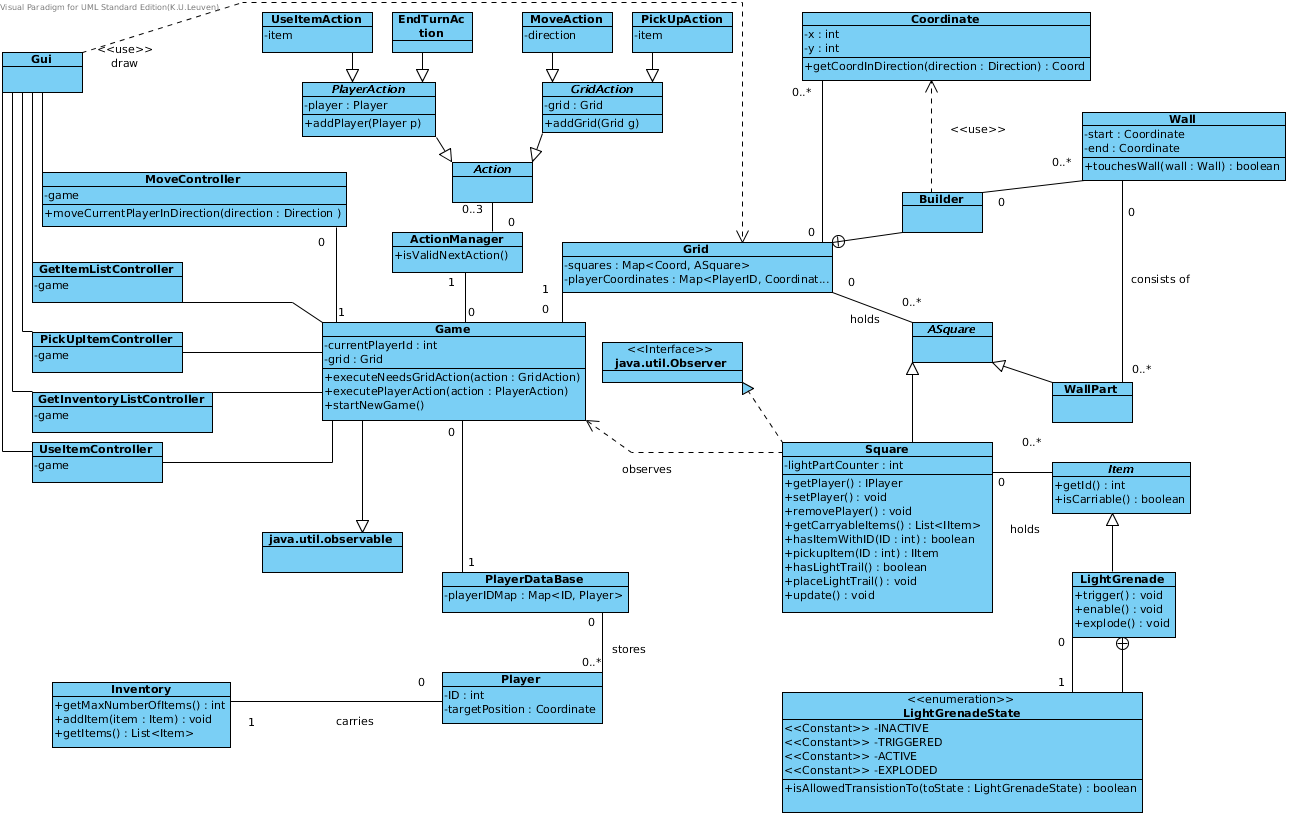 Visual Paradigm for UML Standard Edition(K.U.Leuven)
<<use>>
draw
Gui
UseItemAction
-item
EndTurnAc
tion
MoveAction
-direction
PickUpAction
-item
PlayerAction
-player : Player
+addPlayer(Player p)
GridAction
-grid : Grid
+addGrid(Grid g)
Action
0..3
0
ActionManager
+isValidNextAction()
1
0
Coordinate
-x : int
-y : int
+getCoordInDirection(direction : Direction) : Coord
0..*
0
<<use>>
Wall
-start : Coordinate
-end : Coordinate
+touchesWall(wall : Wall) : boolean
0..*
0
Builder
0
consists of
0..*
MoveController
-game
+moveCurrentPlayerInDirection(direction : Direction )
0
1
GetItemListController
-game
PickUpItemController
-game
GetInventoryListController
-game
UseItemController
-game
Grid
-squares : Map<Coord, ASquare>
-playerCoordinates : Map<PlayerID, Coordinat...
1
0
0
holds
0..*
ASquare
WallPart
Game
-currentPlayerId : int
-grid : Grid
+executeNeedsGridAction(action : GridAction)
+executePlayerAction(action : PlayerAction)
+startNewGame()
<<Interface>>
java.util.Observer
observes
0
1
java.util.observable
Square
-lightPartCounter : int
+getPlayer() : IPlayer
+setPlayer() : void
+removePlayer() : void
+getCarryableItems() : List<IItem>
+hasItemWithID(ID : int) : boolean
+pickupItem(ID : int) : IItem
+hasLightTrail() : boolean
+placeLightTrail() : void
+update() : void
0..*
0
holds
Item
+getId() : int
+isCarriable() : boolean
LightGrenade
+trigger() : void
+enable() : void
+explode() : void
0
1
PlayerDataBase
-playerIDMap : Map<ID, Player>
0
stores
0..*
Player
-ID : int
-targetPosition : Coordinate
0
carries
1
Inventory
+getMaxNumberOfItems() : int
+addItem(item : Item) : void
+getItems() : List<Item>
<<enumeration>>
LightGrenadeState
<<Constant>> -INACTIVE
<<Constant>> -TRIGGERED
<<Constant>> -ACTIVE
<<Constant>> -EXPLODED
+isAllowedTransistionTo(toState : LightGrenadeState) : boolean